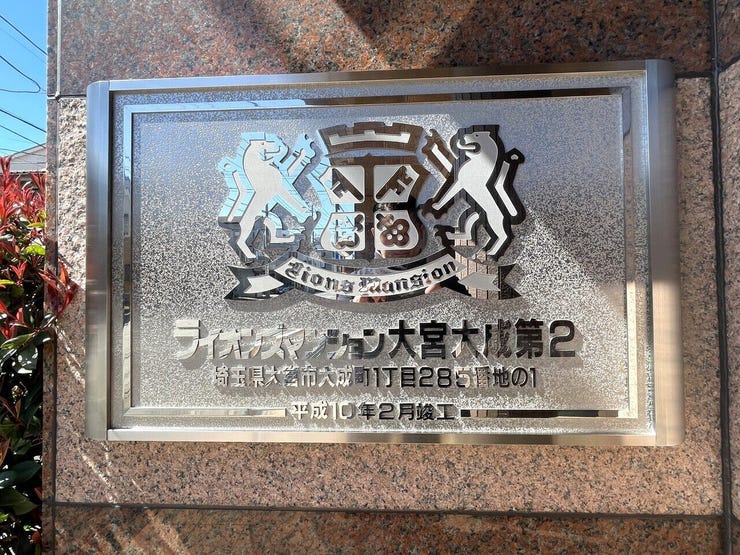 Lions Mansion
ライオンズマンション大宮大成第2
埼玉県大宮市大成町1丁目285番地の1
平成10年2月竣工